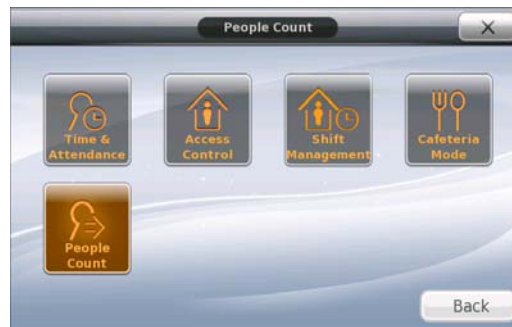 People Count
Time &
Attendance
Access
Control
Shift
Management
Cafeteria
Mode
People
Count
Back